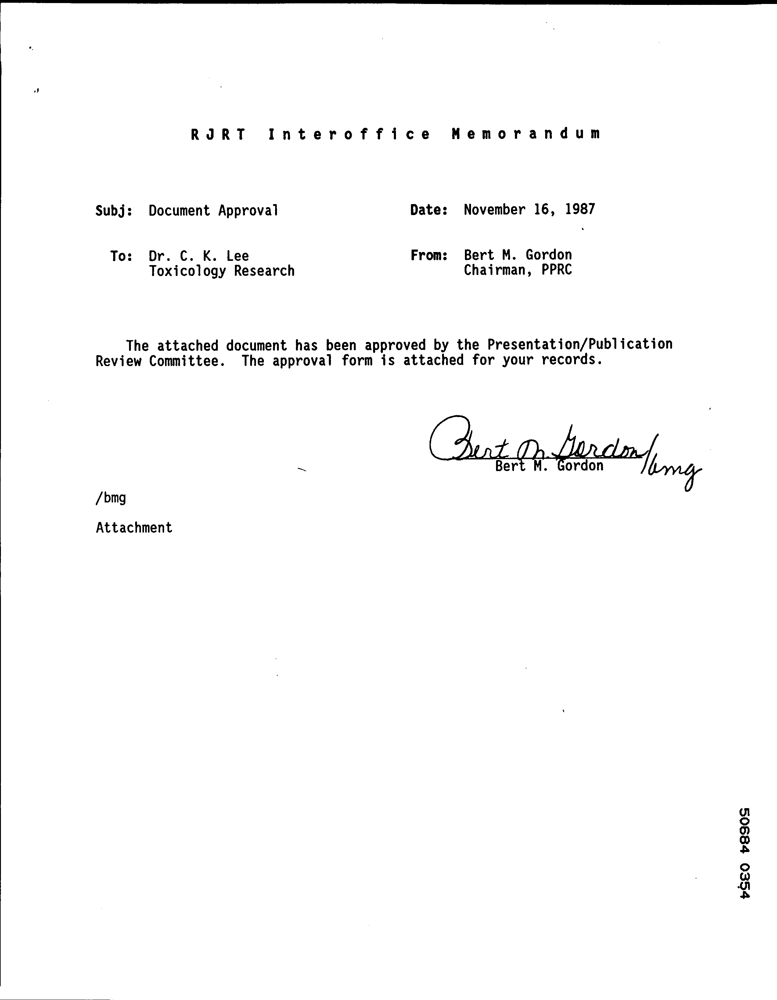 RJRT Interoffice Memorandum
Subj: Document Approval
Date: November 16, 1987
To: Dr. C. K. Lee
Toxicology Research
From: Bert M. Gordon
Chairman, PPRC
The attached document has been approved by the Presentation/Publication
Review Committee. The approval form is attached for your records.
Bert M. Gordon/bmg
Bert M. Gordon
/bmg
Attachment
50684 0354